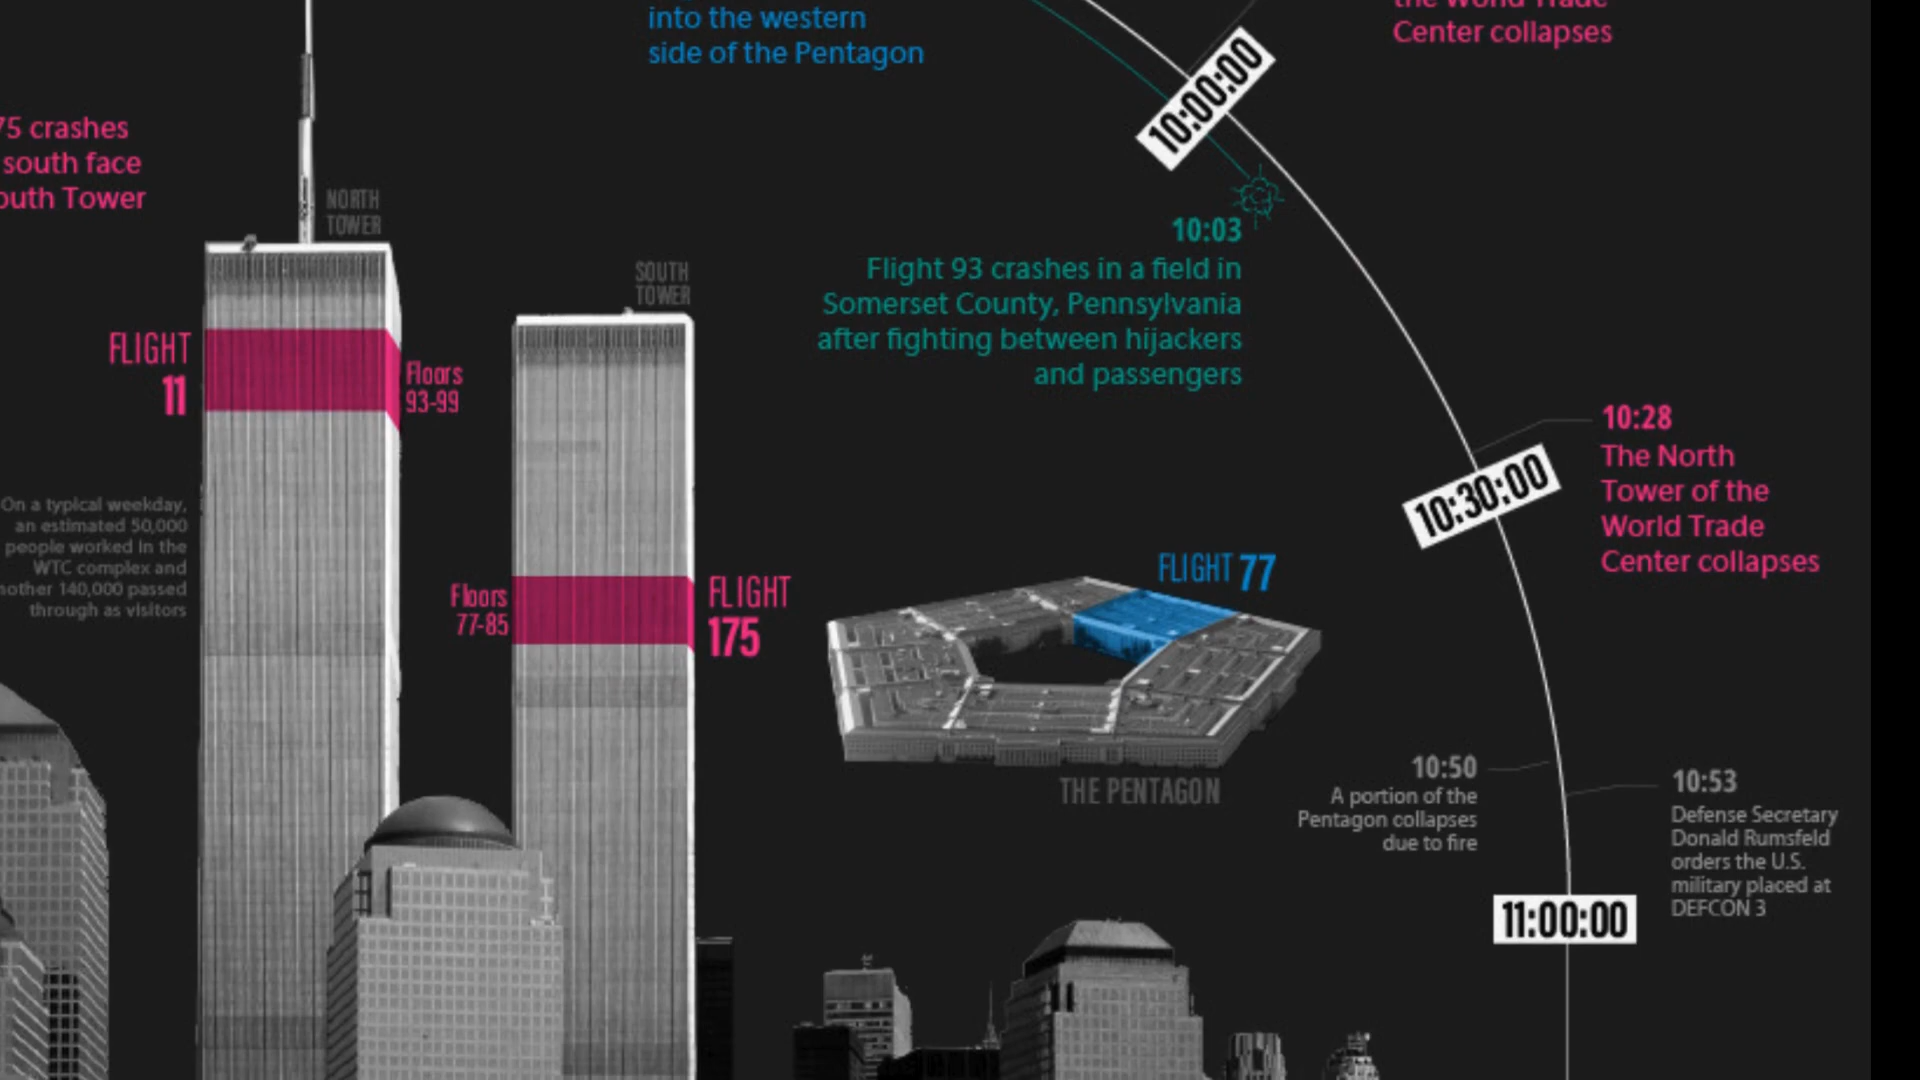 into the western
side of the Pentagon
Center collapses
10:00:00
75 crashes
south face
outh Tower
NORTH
TOWER
SOUTH
TOWER
10:03
Flight 93 crashes in a field in
Somerset County, Pennsylvania
after fighting between hijackers
and passengers
FLIGHT
11
Floors
93-99
10:28
The North
Tower of the
World Trade
Center collapses
10:30:00
On a typical weekday,
an estimated 50,000
people worked in the
WTC complex and
nother 140,000 passed
through as visitors
Floors
77-85
FLIGHT
175
FLIGHT 77
THE PENTAGON
10:50
A portion of the
Pentagon collapses
due to fire
10:53
Defense Secretary
Donald Rumsfeld
orders the U.S.
military placed at
DEFCON 3
11:00:00